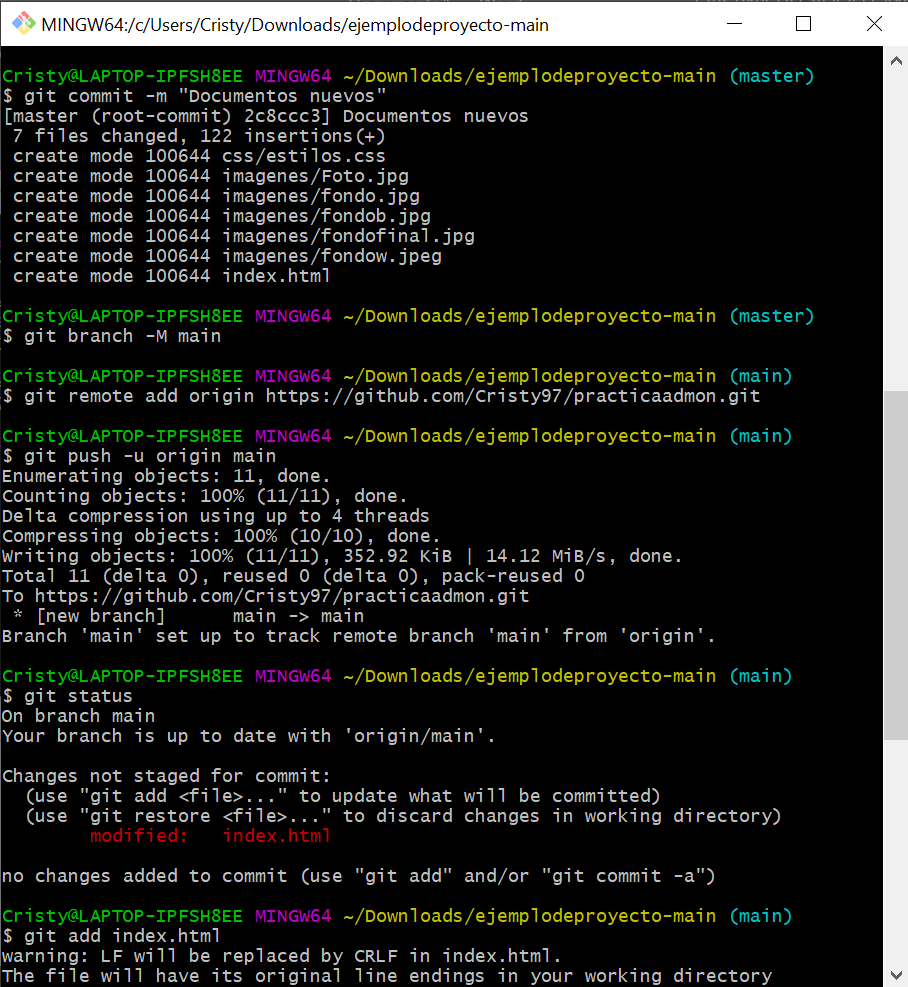 MINGW64:/c/Users/Cristy/Downloads/ejemplodeproyecto-main
Cristy@LAPTOP-IPFSH8EE MINGW64 ~/Downloads/ejemplodeproyecto-main (master)
$ git commit -m "Documentos nuevos"
[master (root-commit) 2c8ccc3] Documentos nuevos
 7 files changed, 122 insertions(+)
 create mode 100644 css/estilos.css
 create mode 100644 imagenes/Foto.jpg
 create mode 100644 imagenes/fondo.jpg
 create mode 100644 imagenes/fondob.jpg
 create mode 100644 imagenes/fondofinal.jpg
 create mode 100644 imagenes/fondow.jpeg
 create mode 100644 index.html
Cristy@LAPTOP-IPFSH8EE MINGW64 ~/Downloads/ejemplodeproyecto-main (master)
$ git branch -M main
Cristy@LAPTOP-IPFSH8EE MINGW64 ~/Downloads/ejemplodeproyecto-main (main)
$ git remote add origin https://github.com/Cristy97/practicaadmon.git
Cristy@LAPTOP-IPFSH8EE MINGW64 ~/Downloads/ejemplodeproyecto-main (main)
$ git push -u origin main
Enumerating objects: 11, done.
Counting objects: 100% (11/11), done.
Delta compression using up to 4 threads
Compressing objects: 100% (10/10), done.
Writing objects: 100% (11/11), 352.92 KiB | 14.12 MiB/s, done.
Total 11 (delta 0), reused 0 (delta 0), pack-reused 0
To https://github.com/Cristy97/practicaadmon.git
 * [new branch]      main -> main
Branch 'main' set up to track remote branch 'main' from 'origin'.
Cristy@LAPTOP-IPFSH8EE MINGW64 ~/Downloads/ejemplodeproyecto-main (main)
$ git status
On branch main
Your branch is up to date with 'origin/main'.
Changes not staged for commit:
  (use "git add <file>..." to update what will be committed)
  (use "git restore <file>..." to discard changes in working directory)
        modified:   index.html
no changes added to commit (use "git add" and/or "git commit -a")
Cristy@LAPTOP-IPFSH8EE MINGW64 ~/Downloads/ejemplodeproyecto-main (main)
$ git add index.html
warning: LF will be replaced by CRLF in index.html.
The file will have its original line endings in your working directory